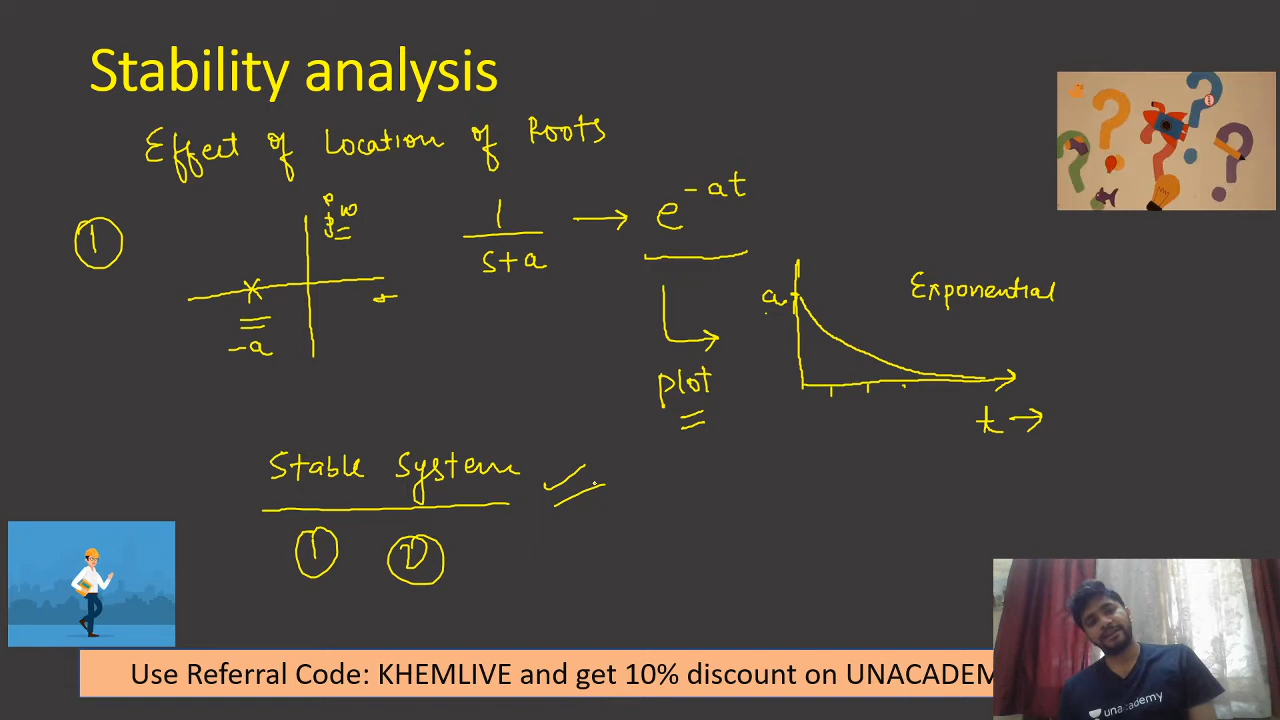 Stability analysis
Effect of Location of Roots
①
jω
-a
1
s+a
→ e^-at
plot
a
Exponential
t →
Stable System
① ②
Use Referral Code: KHEMLIVE and get 10% discount on UNACADEM
unacademy